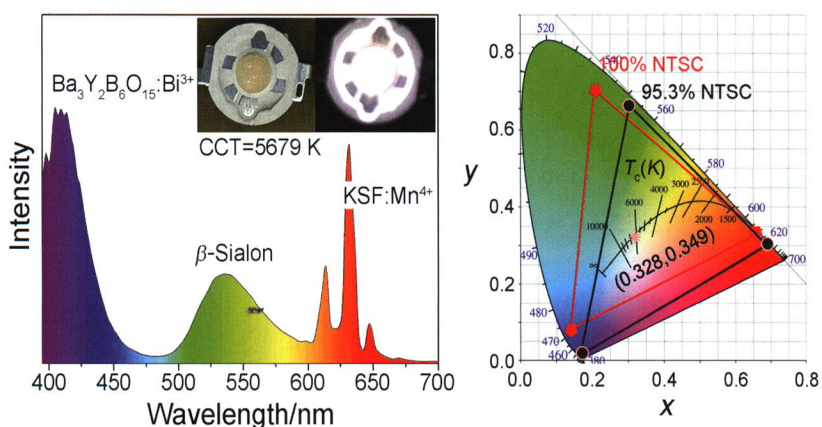 Ba₃Y₂B₆O₁₅:Bi³⁺
CCT=5679 K
KSF:Mn⁴⁺
β-Sialon
Intensity
400 450 500 550 600 650 700
Wavelength/nm
520
540
100% NTSC
95.3% NTSC
560
580
600
620
700
490
480
470
460
380
Tc(K)
10000
6000
4000
3000
2500
2000
1500
∞
(0.328,0.349)
0.8
0.6
0.4
0.2
0.0
y
0.0 0.2 0.4 0.6 0.8
x